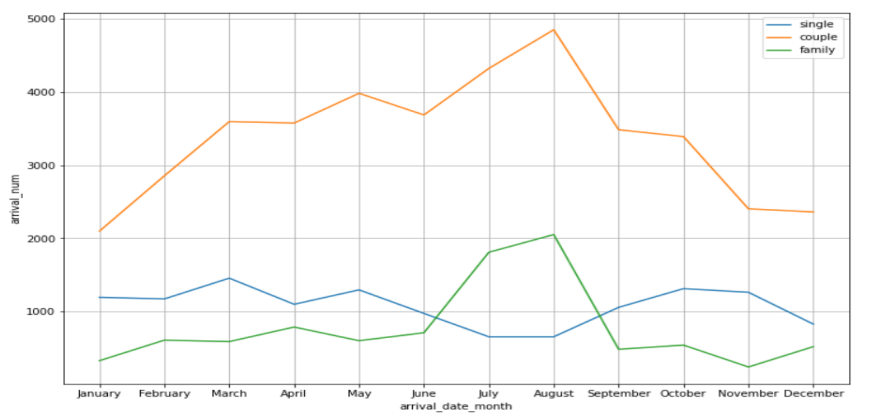 5000
single
couple
family
4000
3000
2000
1000
arrival_num
January February March April May June July August September October November December
arrival_date_month